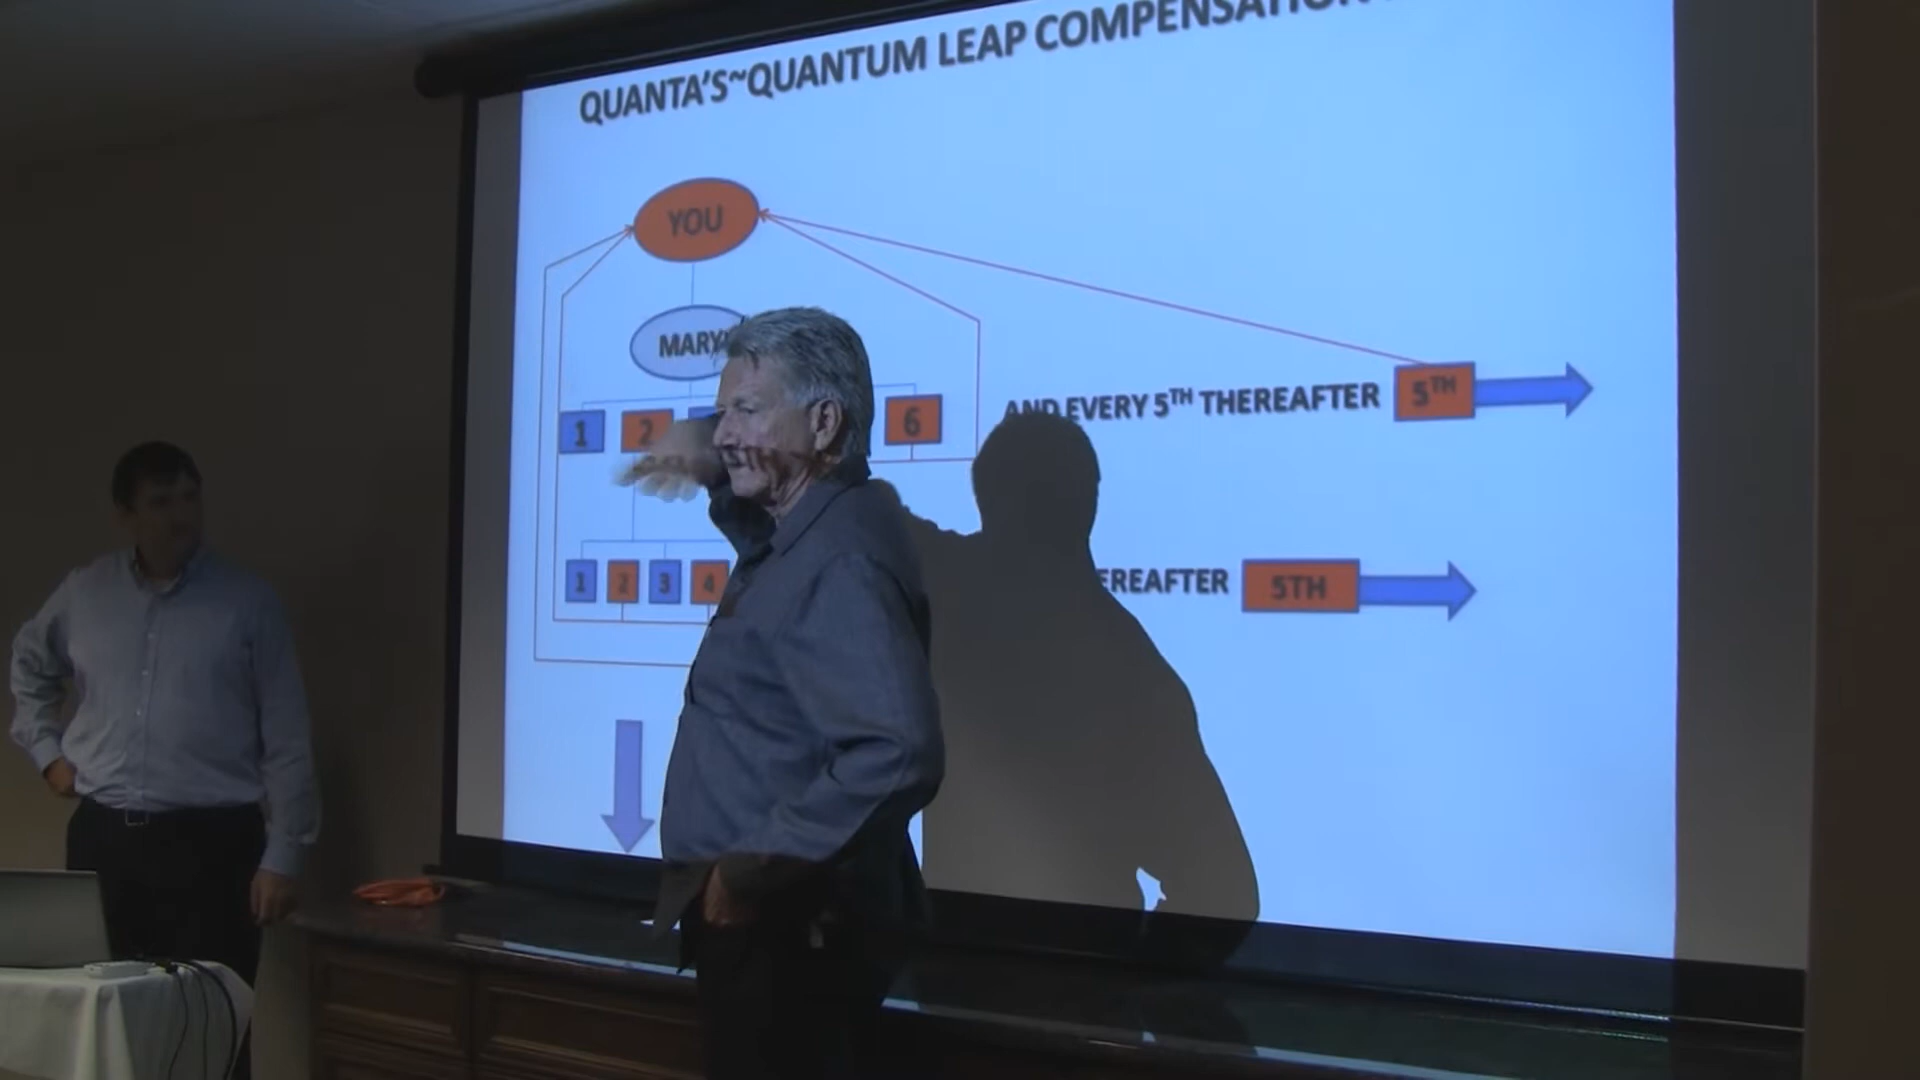 QUANTA'S~QUANTUM LEAP COMPENSATION
YOU
MARY
1 2 6
AND EVERY 5TH THEREAFTER 5TH
1 2 3 4
EREAFTER 5TH